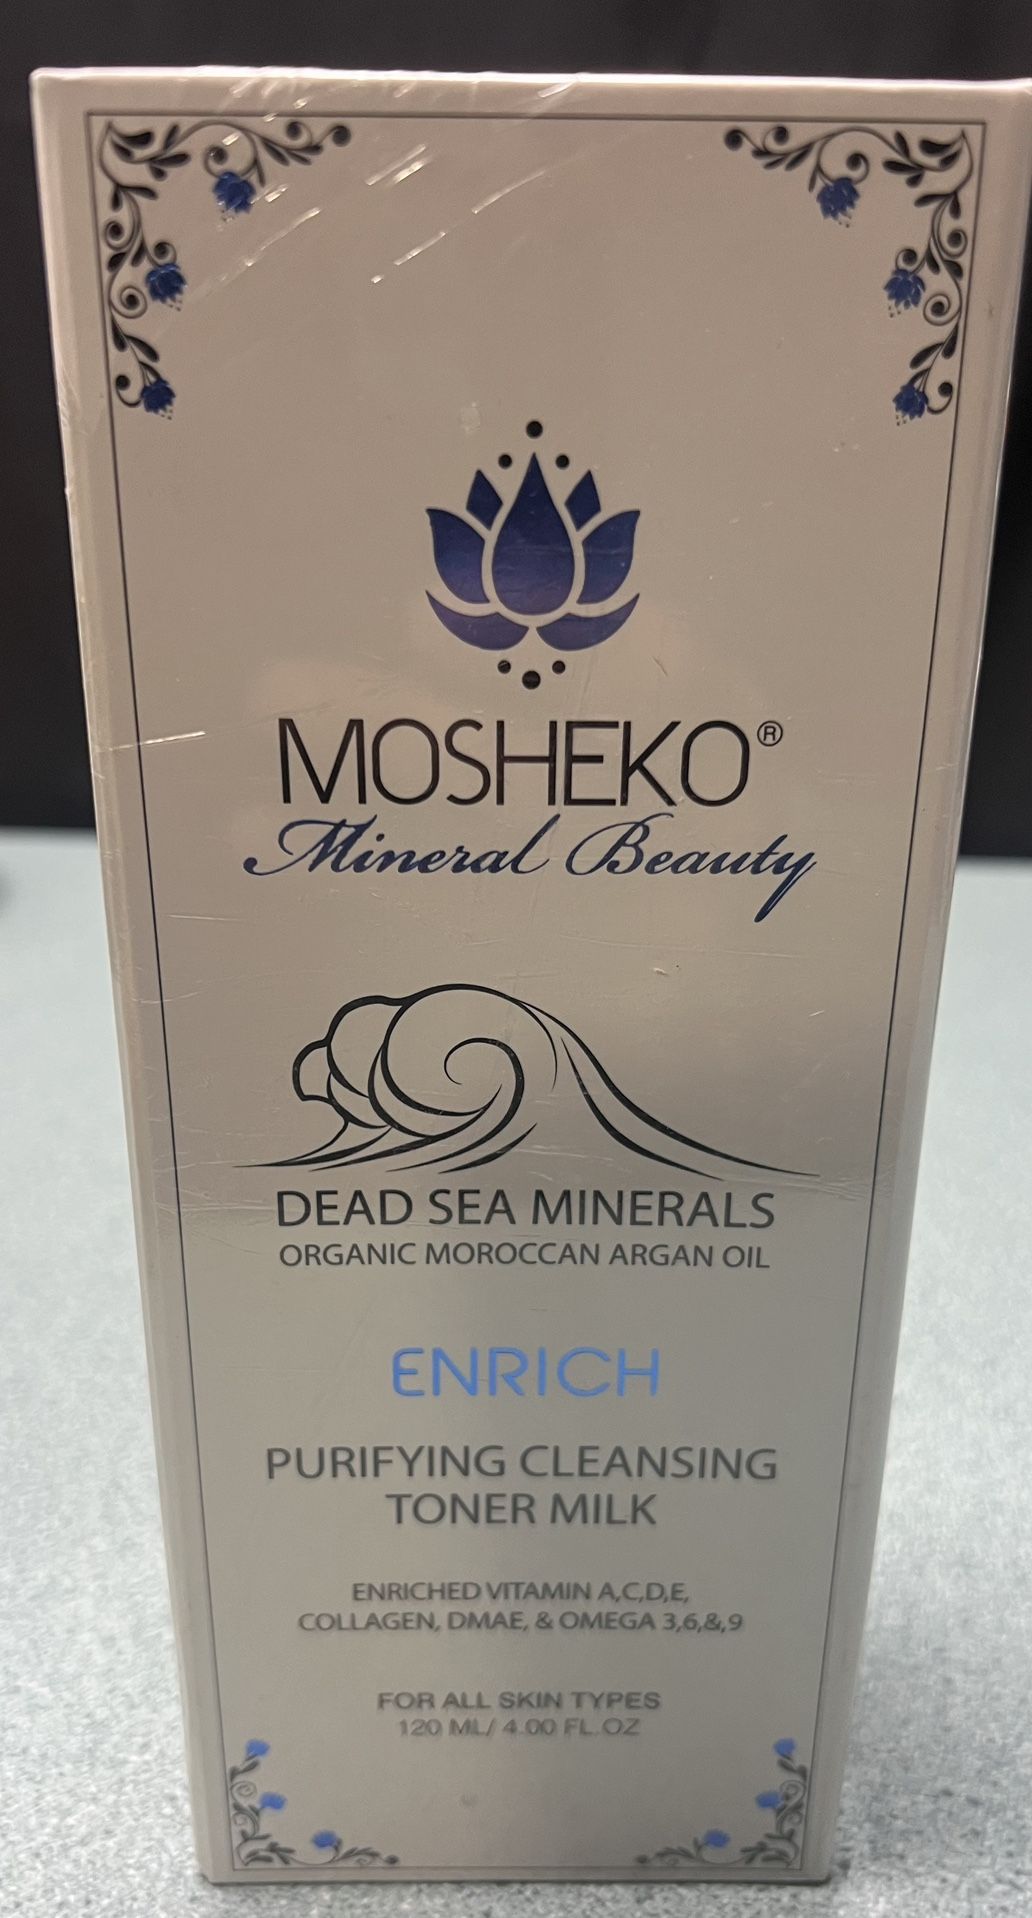 MOSHEKO®
Mineral Beauty
DEAD SEA MINERALS
ORGANIC MOROCCAN ARGAN OIL
ENRICH
PURIFYING CLEANSING
TONER MILK
ENRICHED VITAMIN A,C,D,E,
COLLAGEN, DMAE, & OMEGA 3,6,&,9
FOR ALL SKIN TYPES
120 ML/ 4.00 FL.OZ